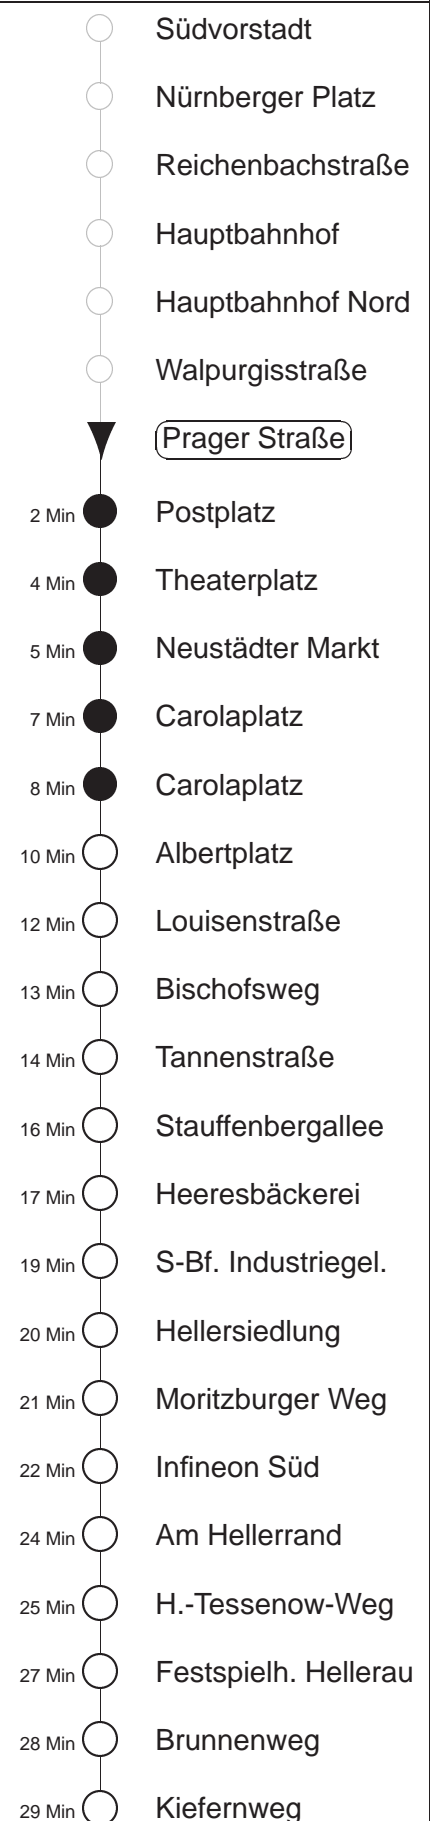 Südvorstadt
Nürnberger Platz
Reichenbachstraße
Hauptbahnhof
Hauptbahnhof Nord
Walpurgisstraße
Prager Straße
2 Min Postplatz
4 Min Theaterplatz
5 Min Neustädter Markt
7 Min Carolaplatz
8 Min Carolaplatz
10 Min Albertplatz
12 Min Louisenstraße
13 Min Bischofsweg
14 Min Tannenstraße
16 Min Stauffenbergallee
17 Min Heeresbäckerei
19 Min S-Bf. Industriegel.
20 Min Hellersiedlung
21 Min Moritzburger Weg
22 Min Infineon Süd
24 Min Am Hellerrand
25 Min H.-Tessenow-Weg
27 Min Festspielh. Hellerau
28 Min Brunnenweg
29 Min Kiefernweg